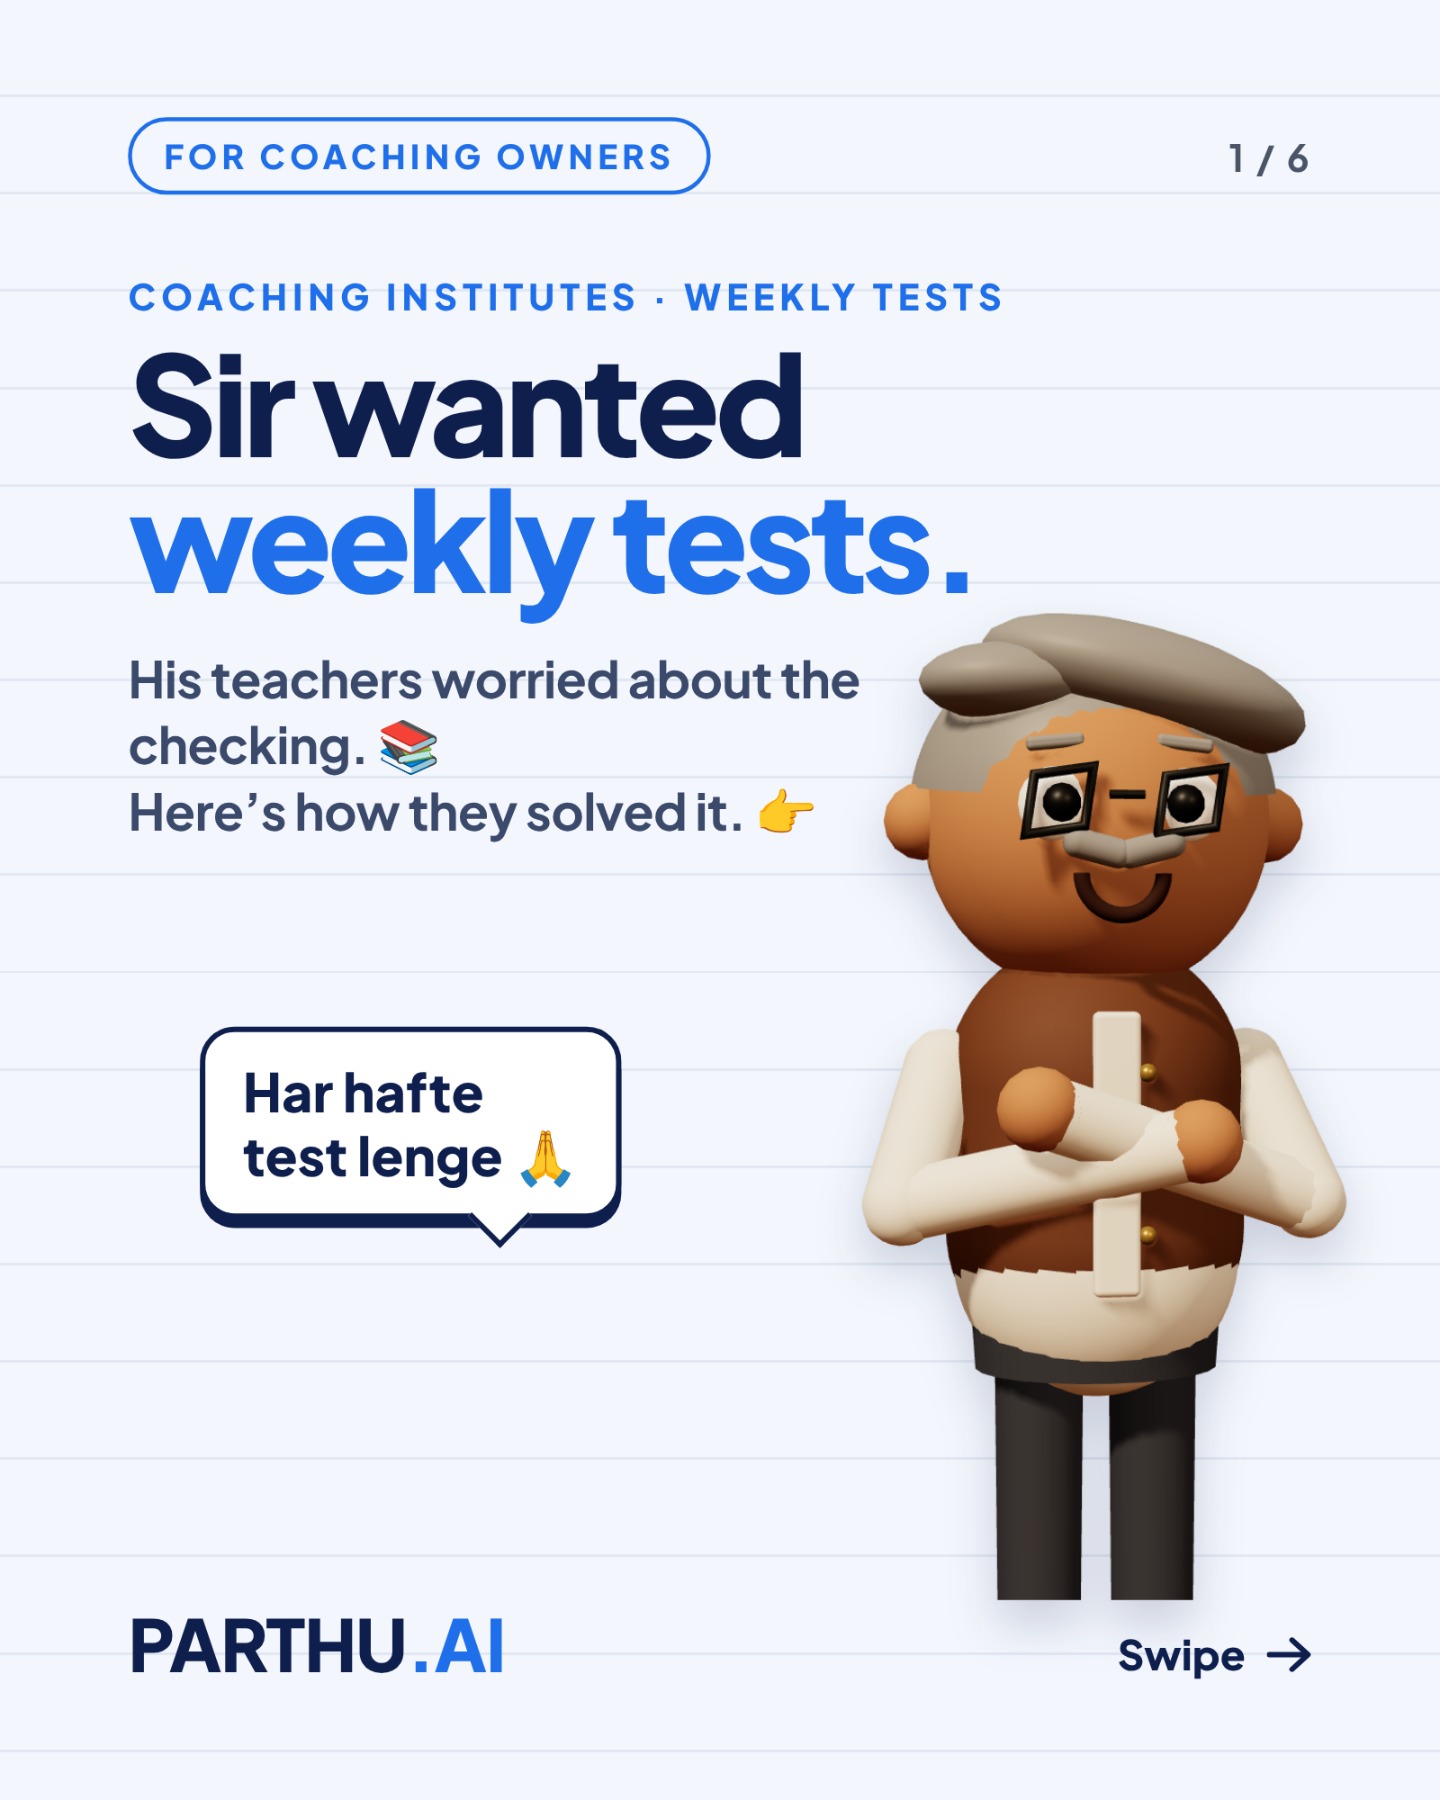 FOR COACHING OWNERS
1 / 6
COACHING INSTITUTES · WEEKLY TESTS
Sir wanted
weekly tests.
His teachers worried about the
checking. 📚
Here’s how they solved it. 👉
Har hafte
test lenge 🙏
PARTHU.AI
Swipe →